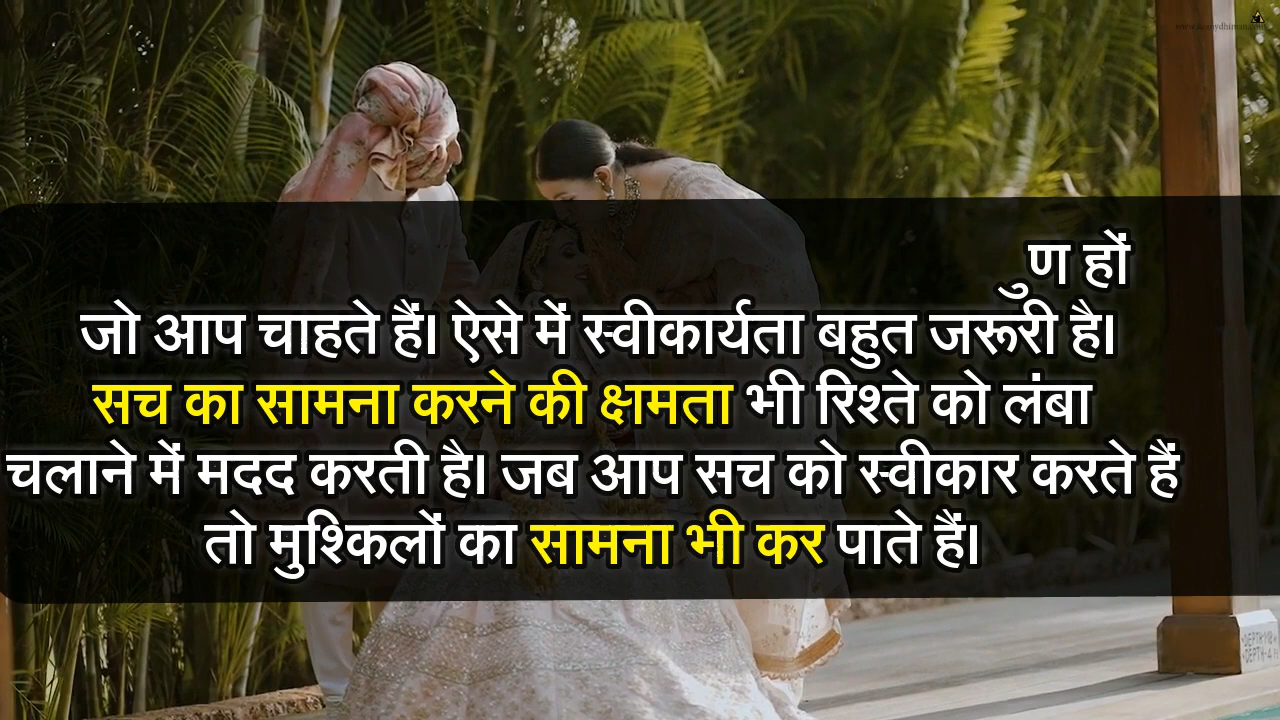 ुण हों
जो आप चाहते हैं। ऐसे में स्वीकार्यता बहुत जरूरी है।
सच का सामना करने की क्षमता भी रिश्ते को लंबा
चलाने में मदद करती है। जब आप सच को स्वीकार करते हैं
तो मुश्किलों का सामना भी कर पाते हैं।